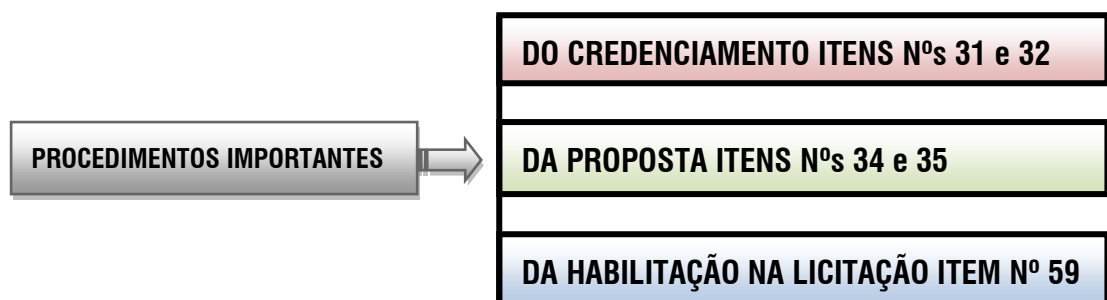 PROCEDIMENTOS IMPORTANTES
DO CREDENCIAMENTO ITENS Nºs 31 e 32
DA PROPOSTA ITENS Nºs 34 e 35
DA HABILITAÇÃO NA LICITAÇÃO ITEM Nº 59